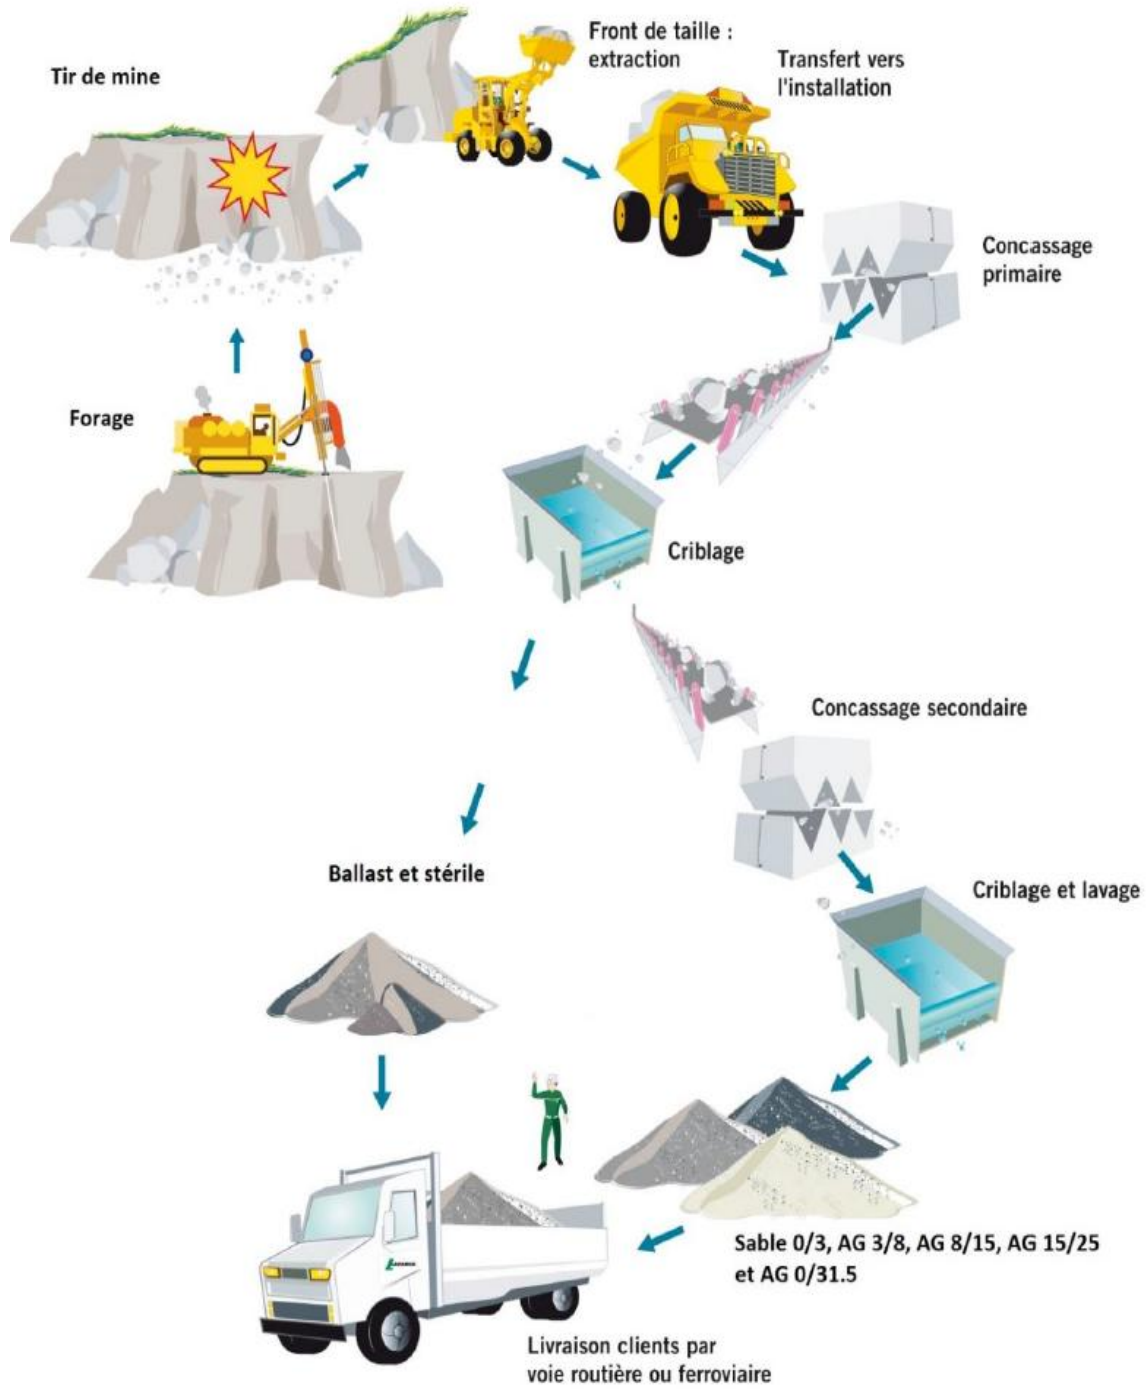 Tir de mine
Front de taille :
extraction
Transfert vers
l'installation
Concassage
primaire
Forage
Criblage
Concassage secondaire
Ballast et stérile
Criblage et lavage
Sable 0/3, AG 3/8, AG 8/15, AG 15/25
et AG 0/31.5
Livraison clients par
voie routière ou ferroviaire